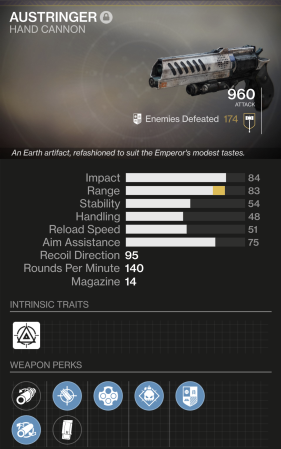 AUSTRINGER
HAND CANNON
960
ATTACK
Enemies Defeated 174
An Earth artifact, refashioned to suit the Emperor's modest tastes.
Impact 84
Range 83
Stability 54
Handling 48
Reload Speed 51
Aim Assistance 75
Recoil Direction 95
Rounds Per Minute 140
Magazine 14
INTRINSIC TRAITS
WEAPON PERKS